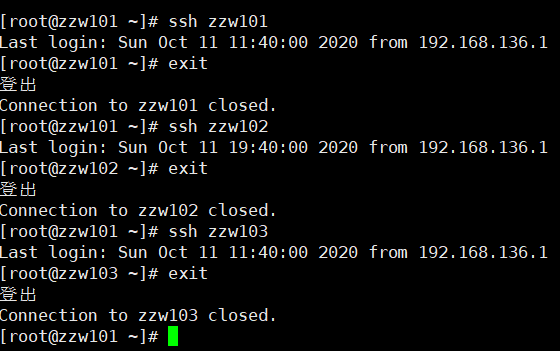 [root@zzw101 ~]# ssh zzw101
Last login: Sun Oct 11 11:40:00 2020 from 192.168.136.1
[root@zzw101 ~]# exit
登出
Connection to zzw101 closed.
[root@zzw101 ~]# ssh zzw102
Last login: Sun Oct 11 19:40:00 2020 from 192.168.136.1
[root@zzw102 ~]# exit
登出
Connection to zzw102 closed.
[root@zzw101 ~]# ssh zzw103
Last login: Sun Oct 11 11:40:00 2020 from 192.168.136.1
[root@zzw103 ~]# exit
登出
Connection to zzw103 closed.
[root@zzw101 ~]#